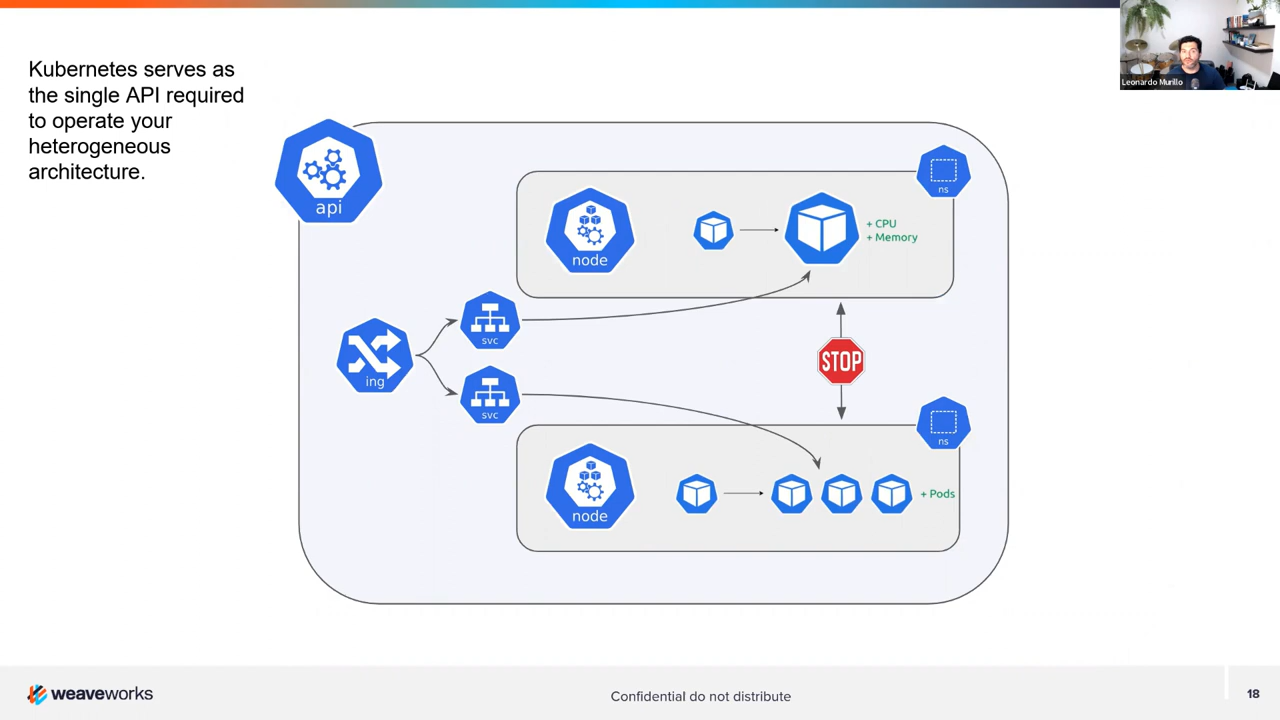 Kubernetes serves as
the single API required
to operate your
heterogeneous
architecture.
Leonardo Murillo
api
ns
node
+ CPU
+ Memory
svc
ing
STOP
svc
ns
node
+ Pods
weaveworks
Confidential do not distribute
18